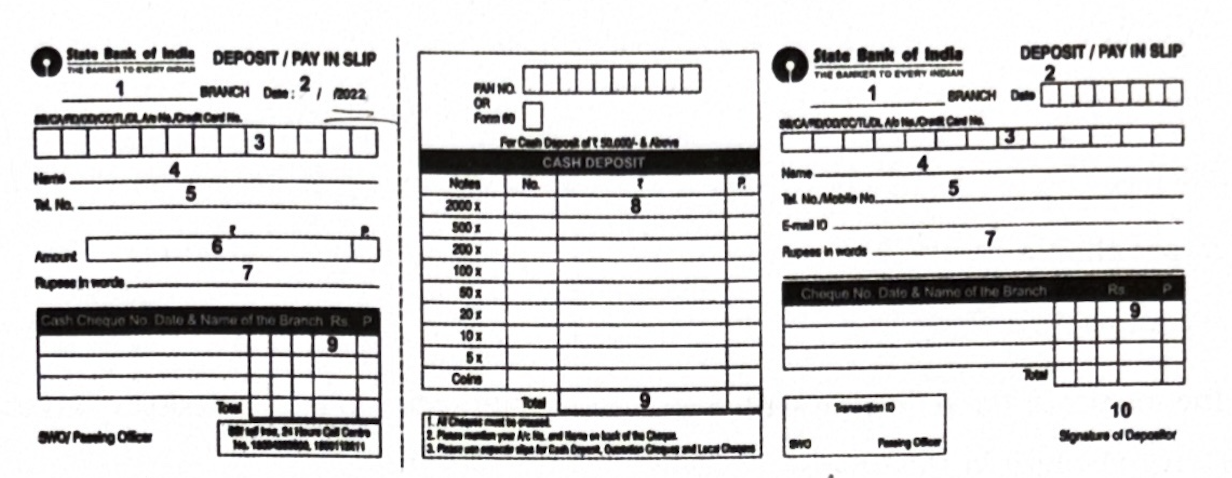 State Bank of India DEPOSIT / PAY IN SLIP
THE BANKER TO EVERY INDIAN
1 BRANCH Date : 2 / /2022
SB/CA/RD/OD/CC/TL/DL A/c No./Credit Card No.
3
Name 4
Tel. No. 5
₹ P.
Amount 6
Rupees in words 7
Cash Cheque No. Date & Name of the Branch Rs. P
9
Total
SWO/ Passing Officer
SBI toll free, 24 Hours Call Centre
No.
PAN NO.
OR
Form 60
For Cash Deposit of ₹ 50,000/- & Above
CASH DEPOSIT
Notes No. ₹ P.
2000 x 8
500 x
200 x
100 x
50 x
20 x
10 x
5 x
Coins
Total 9
1. All Cheques must be crossed.
2. Please mention your A/c No. and Name on back of the Cheque.
3. Please use separate slips for Cash Deposit, Outstation Cheques and Local Cheques
State Bank of India DEPOSIT / PAY IN SLIP
THE BANKER TO EVERY INDIAN
1 BRANCH Date 2
SB/CA/RD/OD/CC/TL/DL A/c No./Credit Card No.
3
Name 4
Tel. No./Mobile No. 5
E-mail ID
Rupees in words 7
Cheque No. Date & Name of the Branch Rs. P
9
Total
Transaction ID
SWO Passing Officer
10
Signature of Depositor